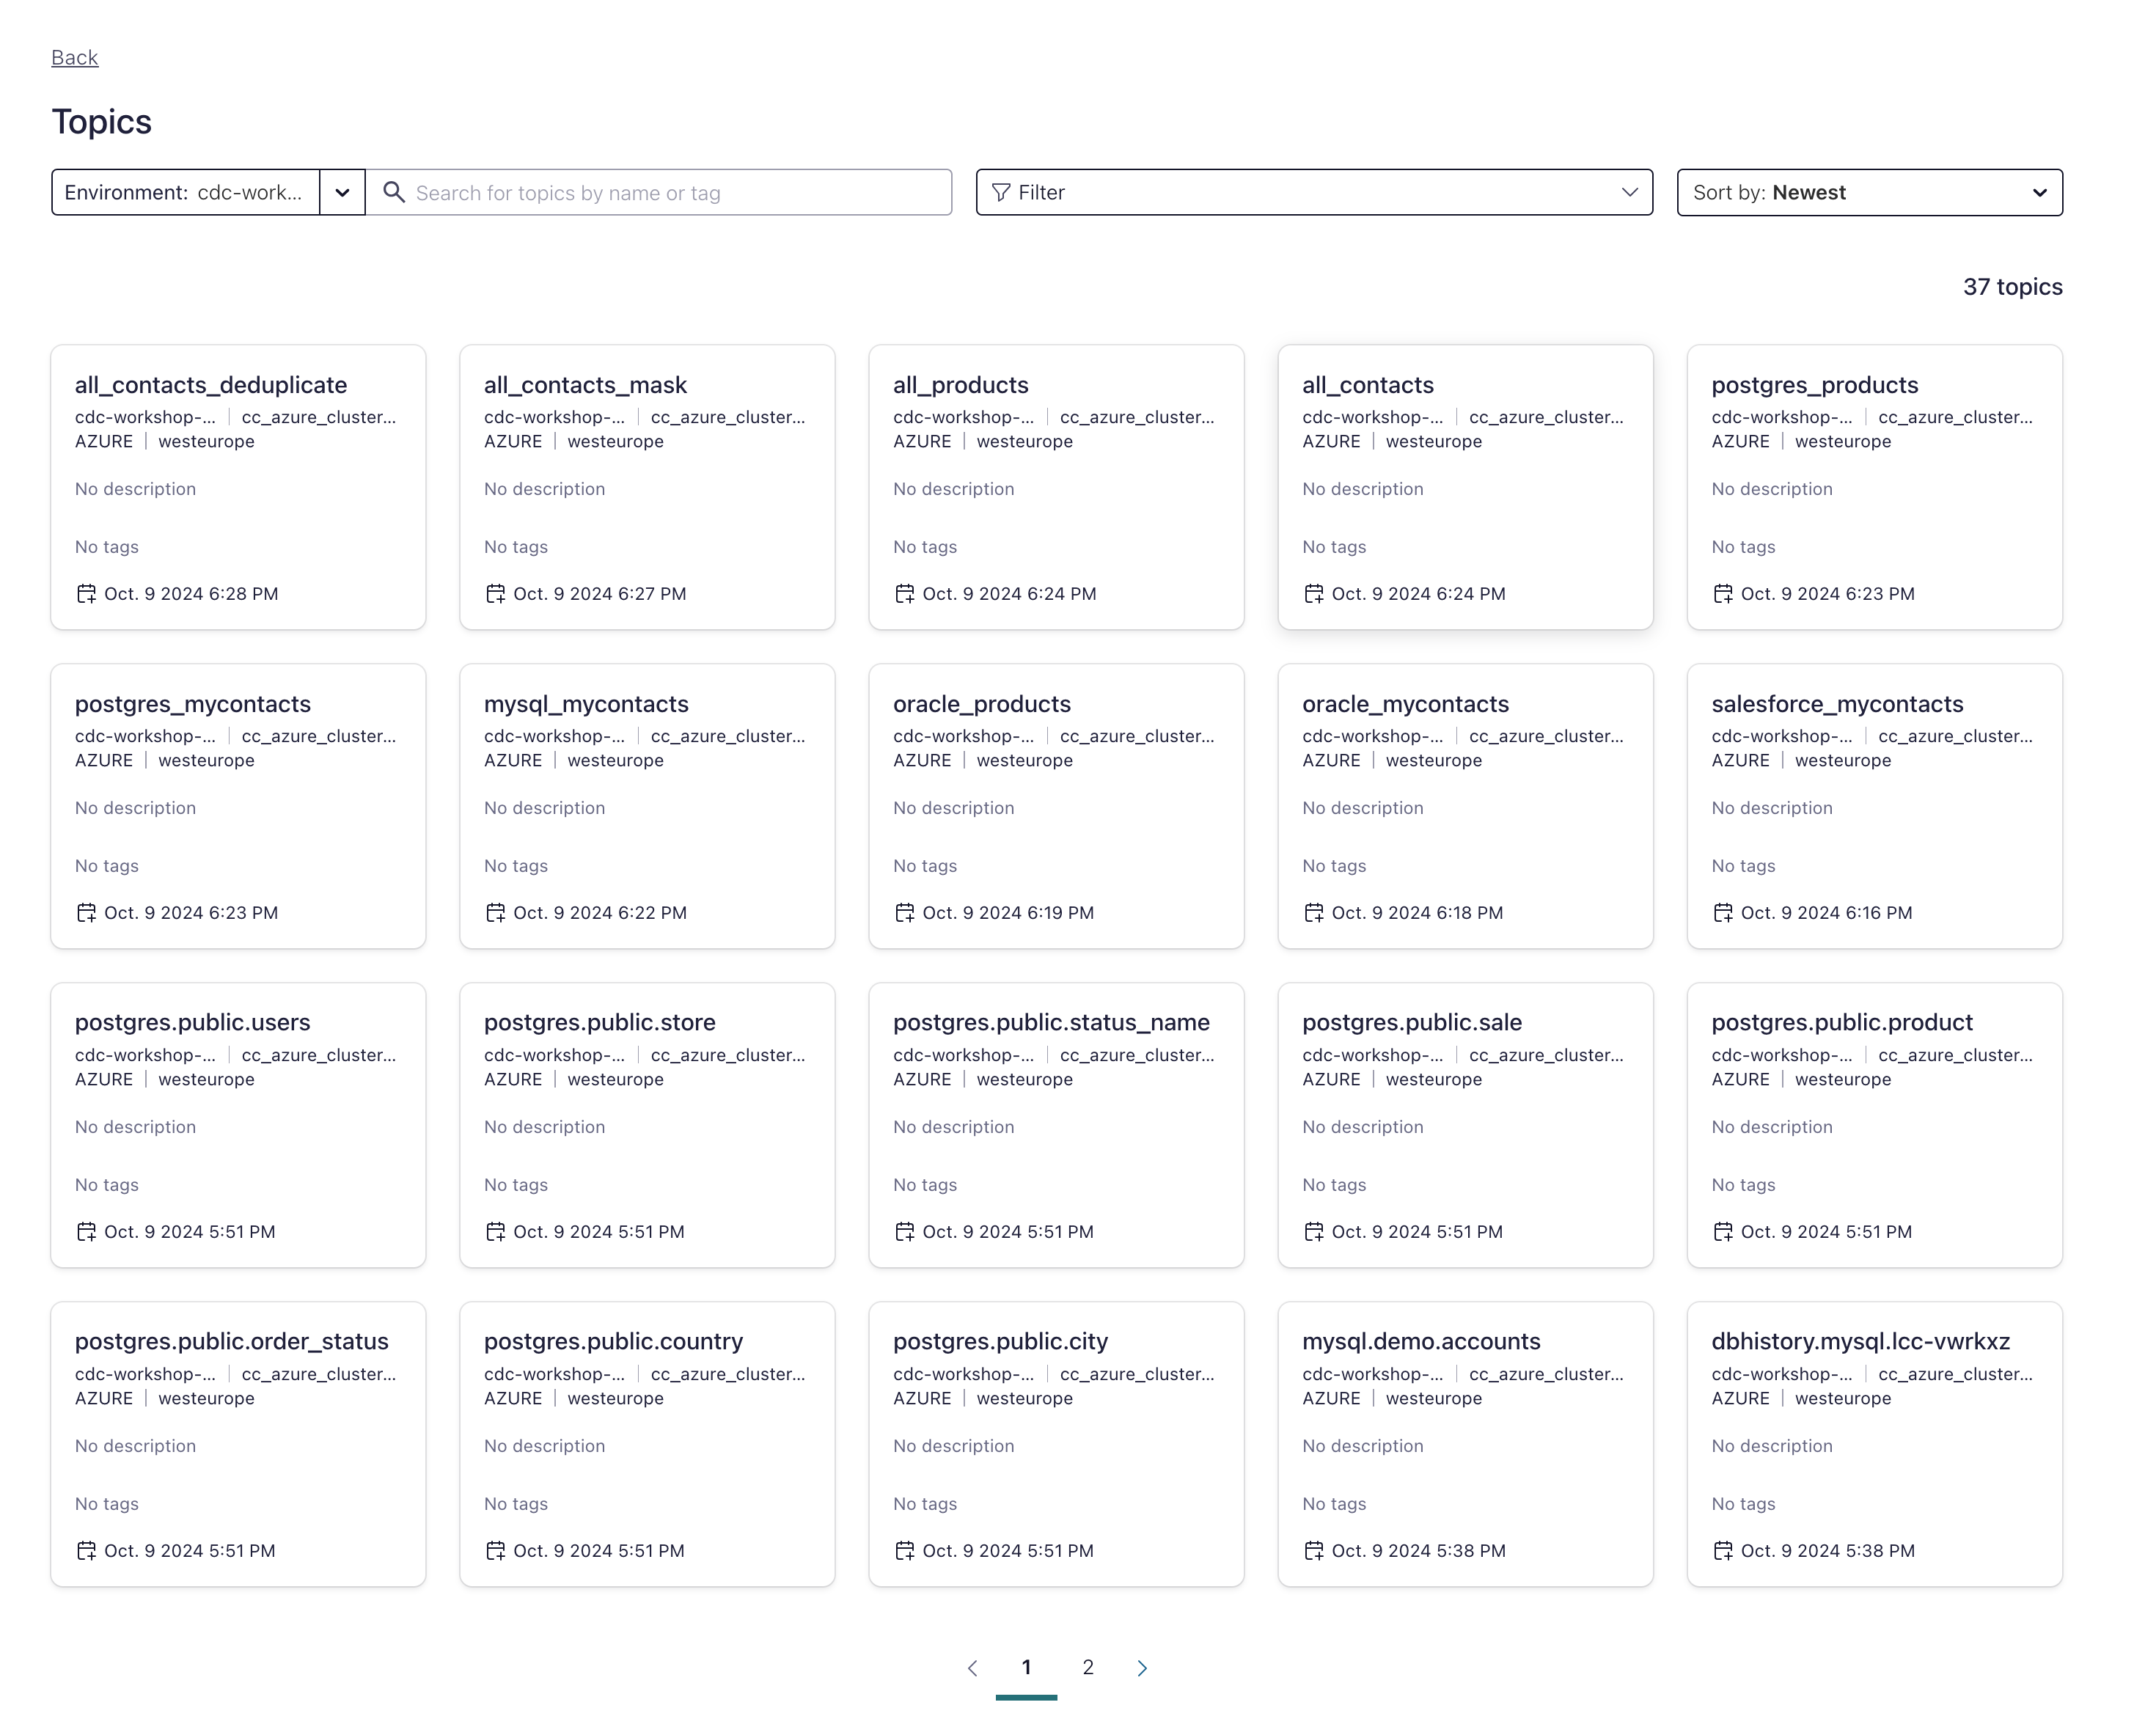 Back
Topics
Environment: cdc-work... Search for topics by name or tag Filter Sort by: Newest
37 topics
all_contacts_deduplicate
cdc-workshop-... | cc_azure_cluster...
AZURE | westeurope
No description
No tags
Oct. 9 2024 6:28 PM
all_contacts_mask
cdc-workshop-... | cc_azure_cluster...
AZURE | westeurope
No description
No tags
Oct. 9 2024 6:27 PM
all_products
cdc-workshop-... | cc_azure_cluster...
AZURE | westeurope
No description
No tags
Oct. 9 2024 6:24 PM
all_contacts
cdc-workshop-... | cc_azure_cluster...
AZURE | westeurope
No description
No tags
Oct. 9 2024 6:24 PM
postgres_products
cdc-workshop-... | cc_azure_cluster...
AZURE | westeurope
No description
No tags
Oct. 9 2024 6:23 PM
postgres_mycontacts
cdc-workshop-... | cc_azure_cluster...
AZURE | westeurope
No description
No tags
Oct. 9 2024 6:23 PM
mysql_mycontacts
cdc-workshop-... | cc_azure_cluster...
AZURE | westeurope
No description
No tags
Oct. 9 2024 6:22 PM
oracle_products
cdc-workshop-... | cc_azure_cluster...
AZURE | westeurope
No description
No tags
Oct. 9 2024 6:19 PM
oracle_mycontacts
cdc-workshop-... | cc_azure_cluster...
AZURE | westeurope
No description
No tags
Oct. 9 2024 6:18 PM
salesforce_mycontacts
cdc-workshop-... | cc_azure_cluster...
AZURE | westeurope
No description
No tags
Oct. 9 2024 6:16 PM
postgres.public.users
cdc-workshop-... | cc_azure_cluster...
AZURE | westeurope
No description
No tags
Oct. 9 2024 5:51 PM
postgres.public.store
cdc-workshop-... | cc_azure_cluster...
AZURE | westeurope
No description
No tags
Oct. 9 2024 5:51 PM
postgres.public.status_name
cdc-workshop-... | cc_azure_cluster...
AZURE | westeurope
No description
No tags
Oct. 9 2024 5:51 PM
postgres.public.sale
cdc-workshop-... | cc_azure_cluster...
AZURE | westeurope
No description
No tags
Oct. 9 2024 5:51 PM
postgres.public.product
cdc-workshop-... | cc_azure_cluster...
AZURE | westeurope
No description
No tags
Oct. 9 2024 5:51 PM
postgres.public.order_status
cdc-workshop-... | cc_azure_cluster...
AZURE | westeurope
No description
No tags
Oct. 9 2024 5:51 PM
postgres.public.country
cdc-workshop-... | cc_azure_cluster...
AZURE | westeurope
No description
No tags
Oct. 9 2024 5:51 PM
postgres.public.city
cdc-workshop-... | cc_azure_cluster...
AZURE | westeurope
No description
No tags
Oct. 9 2024 5:51 PM
mysql.demo.accounts
cdc-workshop-... | cc_azure_cluster...
AZURE | westeurope
No description
No tags
Oct. 9 2024 5:38 PM
dbhistory.mysql.lcc-vwrkxz
cdc-workshop-... | cc_azure_cluster...
AZURE | westeurope
No description
No tags
Oct. 9 2024 5:38 PM
1 2